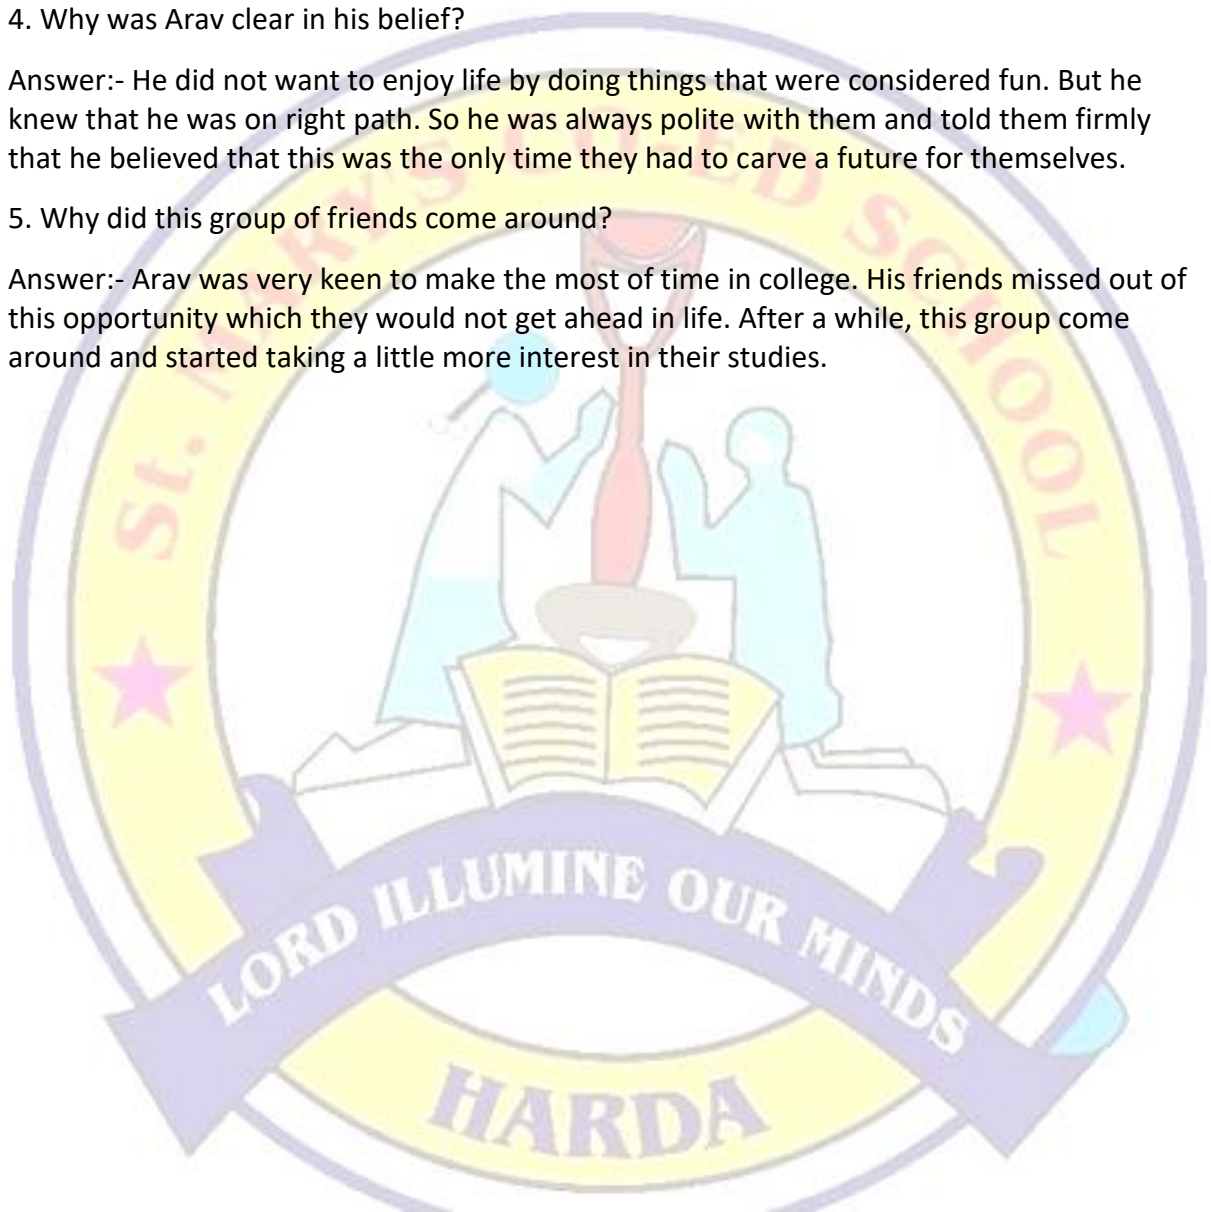 4. Why was Arav clear in his belief?
Answer:- He did not want to enjoy life by doing things that were considered fun. But he
knew that he was on right path. So he was always polite with them and told them firmly
that he believed that this was the only time they had to carve a future for themselves.
5. Why did this group of friends come around?
Answer:- Arav was very keen to make the most of time in college. His friends missed out of
this opportunity which they would not get ahead in life. After a while, this group come
around and started taking a little more interest in their studies.
St. MARY'S CO-ED SCHOOL
LORD ILLUMINE OUR MINDS
HARDA